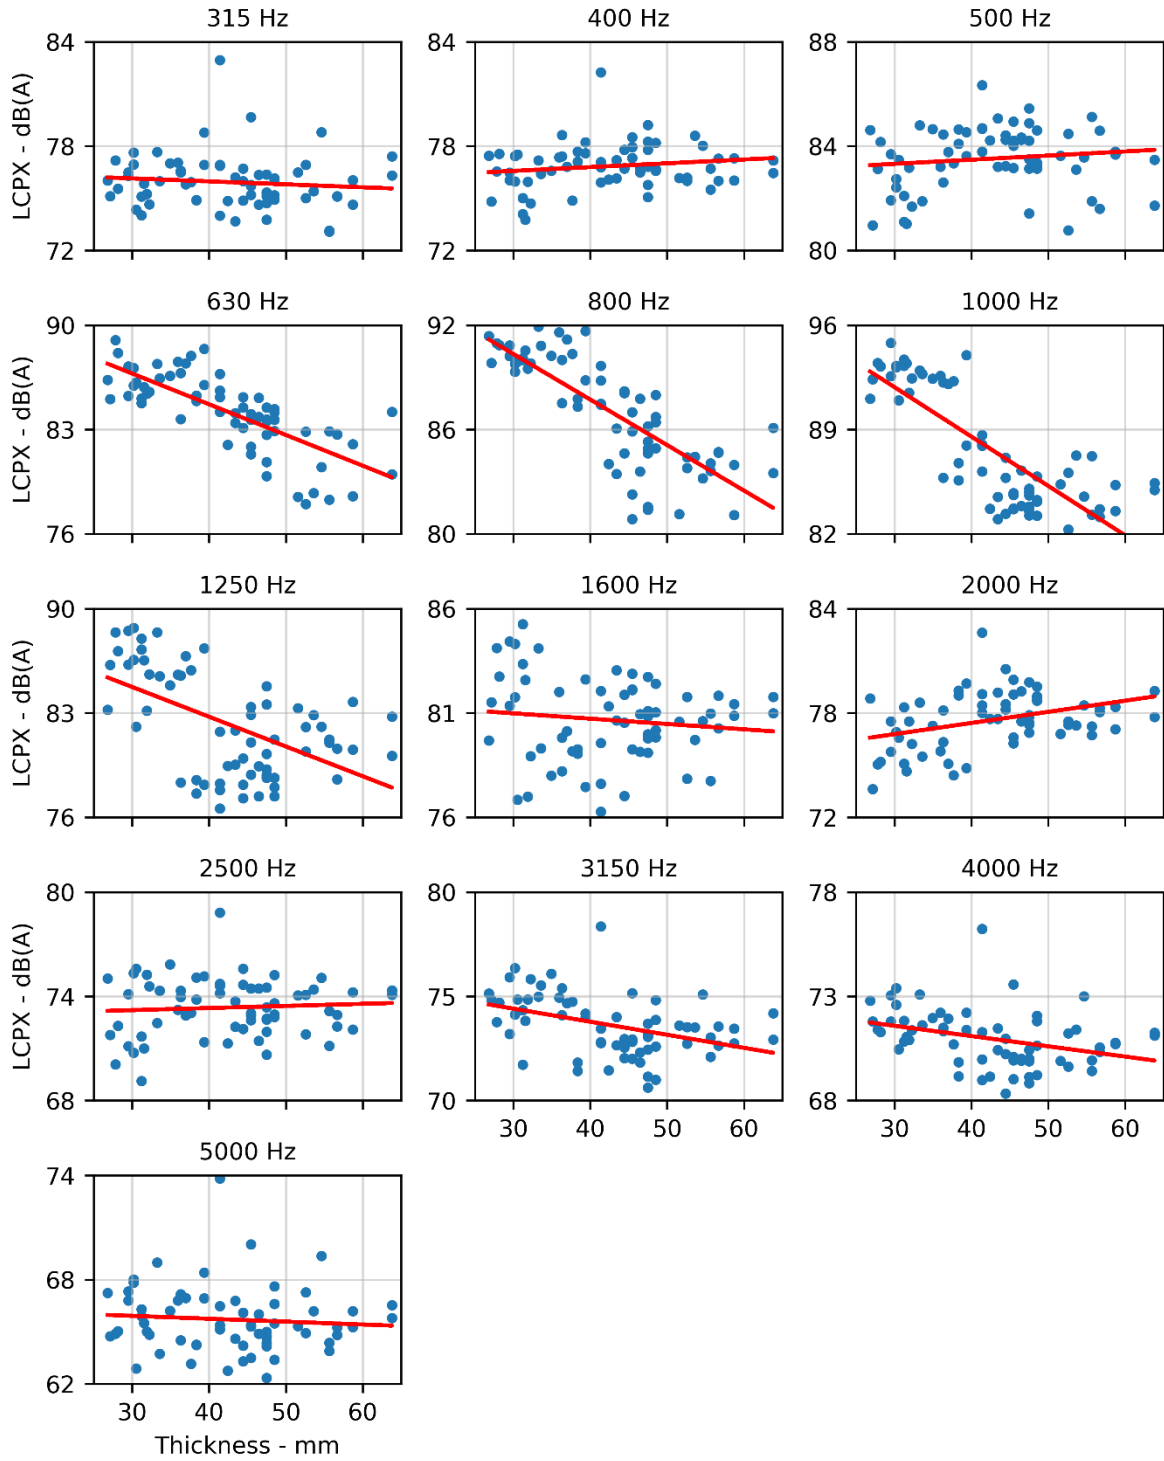 315 Hz
400 Hz
500 Hz
LCPX - dB(A)
84
78
72
84
78
72
88
84
80
630 Hz
800 Hz
1000 Hz
LCPX - dB(A)
90
83
76
92
86
80
96
89
82
1250 Hz
1600 Hz
2000 Hz
LCPX - dB(A)
90
83
76
86
81
76
84
78
72
2500 Hz
3150 Hz
4000 Hz
LCPX - dB(A)
80
74
68
80
75
70
78
73
68
30 40 50 60
30 40 50 60
5000 Hz
LCPX - dB(A)
74
68
62
30 40 50 60
Thickness - mm